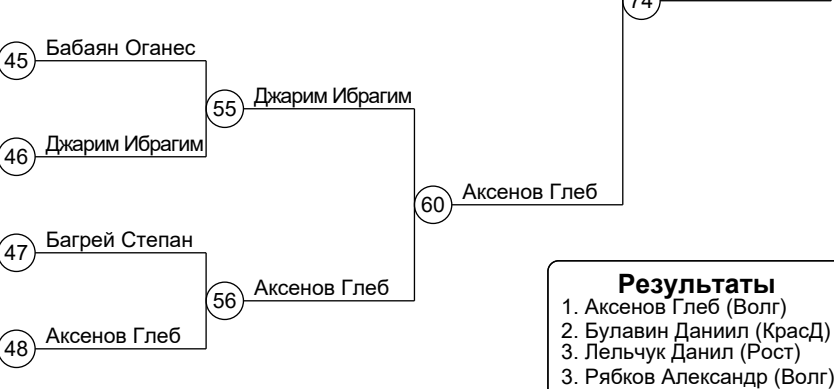 74
45 Бабаян Оганес
55 Джарим Ибрагим
46 Джарим Ибрагим
60 Аксенов Глеб
47 Багрей Степан
56 Аксенов Глеб
48 Аксенов Глеб
Результаты
1. Аксенов Глеб (Волг)
2. Булавин Даниил (КрасД)
3. Лельчук Данил (Рост)
3. Рябков Александр (Волг)